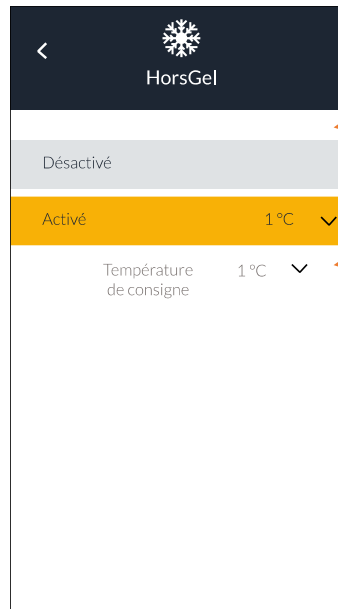 HorsGel
Désactivé
Activé 1 °C
Température 1 °C
de consigne